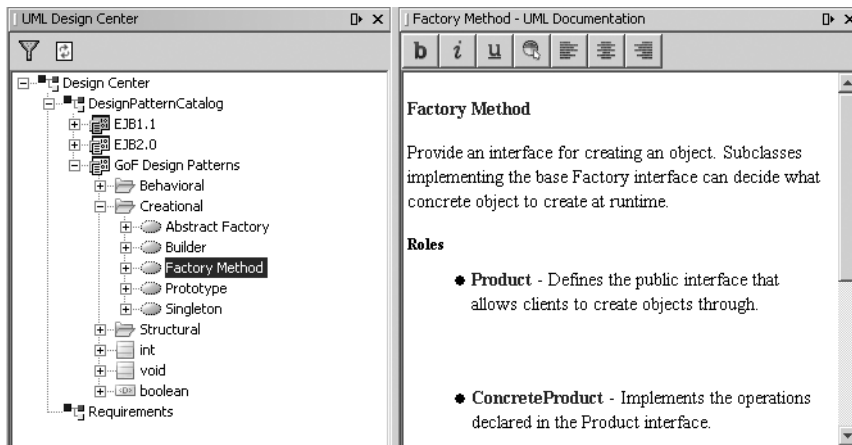 UML Design Center
Design Center
DesignPatternCatalog
EJB1.1
EJB2.0
GoF Design Patterns
Behavioral
Creational
Abstract Factory
Builder
Factory Method
Prototype
Singleton
Structural
int
void
boolean
Requirements
Factory Method - UML Documentation
b i u
Factory Method
Provide an interface for creating an object. Subclasses
implementing the base Factory interface can decide what
concrete object to create at runtime.
Roles
Product - Defines the public interface that
allows clients to create objects through.
ConcreteProduct - Implements the operations
declared in the Product interface.